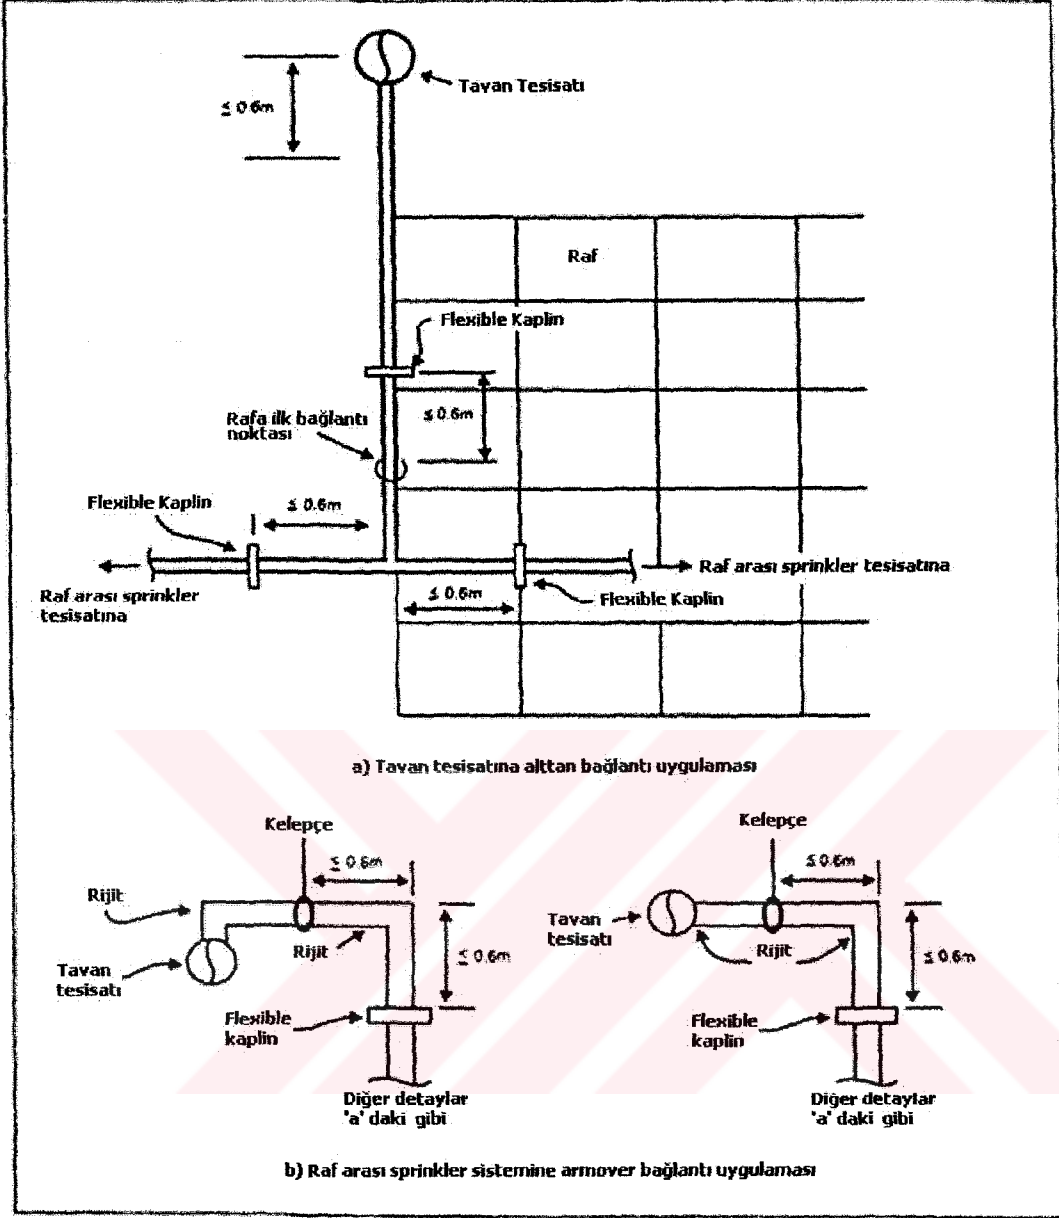 Tavan Tesisatı
≤ 0.6m
Raf
Flexible Kaplin
≤ 0.6m
Rafa ilk bağlantı
noktası
Flexible Kaplin
≤ 0.6m
Raf arası sprinkler tesisatına
Raf arası sprinkler
tesisatına
≤ 0.6m
Flexible Kaplin
a) Tavan tesisatına alttan bağlantı uygulaması
Kelepçe
≤ 0.6m
Rijit
Rijit
≤ 0.6m
Tavan
tesisatı
Flexible
kaplin
Diğer detaylar
'a' daki gibi
Kelepçe
≤ 0.6m
Tavan
tesisatı
Rijit
≤ 0.6m
Flexible
kaplin
Diğer detaylar
'a' daki gibi
b) Raf arası sprinkler sistemine armover bağlantı uygulaması